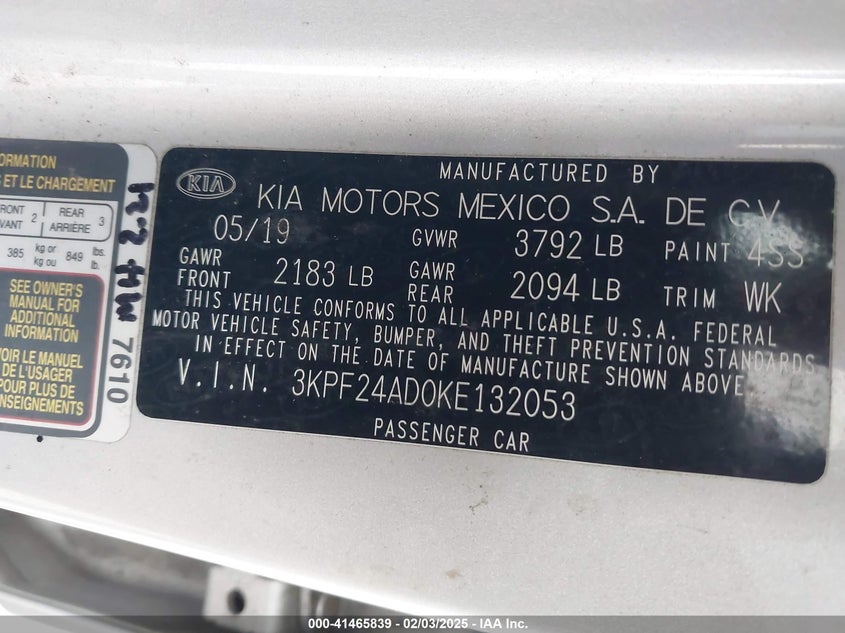 ORMATION
S ET LE CHARGEMENT
FRONT 2 REAR 3
VANT ARRIÈRE
385 kg or 849 lbs.
kg ou lb.
SEE OWNER'S
MANUAL FOR
ADDITIONAL
INFORMATION
VOIR LE MANUEL
DE L'USAGER
POUR PLUS DE
RENSEIGNEMENTS
7610
KIA
MANUFACTURED BY
KIA MOTORS MEXICO S.A. DE C.V.
05/19 GVWR 3792 LB PAINT 4SS
GAWR FRONT 2183 LB GAWR REAR 2094 LB TRIM WK
THIS VEHICLE CONFORMS TO ALL APPLICABLE U.S.A. FEDERAL
MOTOR VEHICLE SAFETY, BUMPER, AND THEFT PREVENTION STANDARDS
IN EFFECT ON THE DATE OF MANUFACTURE SHOWN ABOVE.
V.I.N. 3KPF24AD0KE132053
PASSENGER CAR
000-41465839 - 02/03/2025 - IAA Inc.